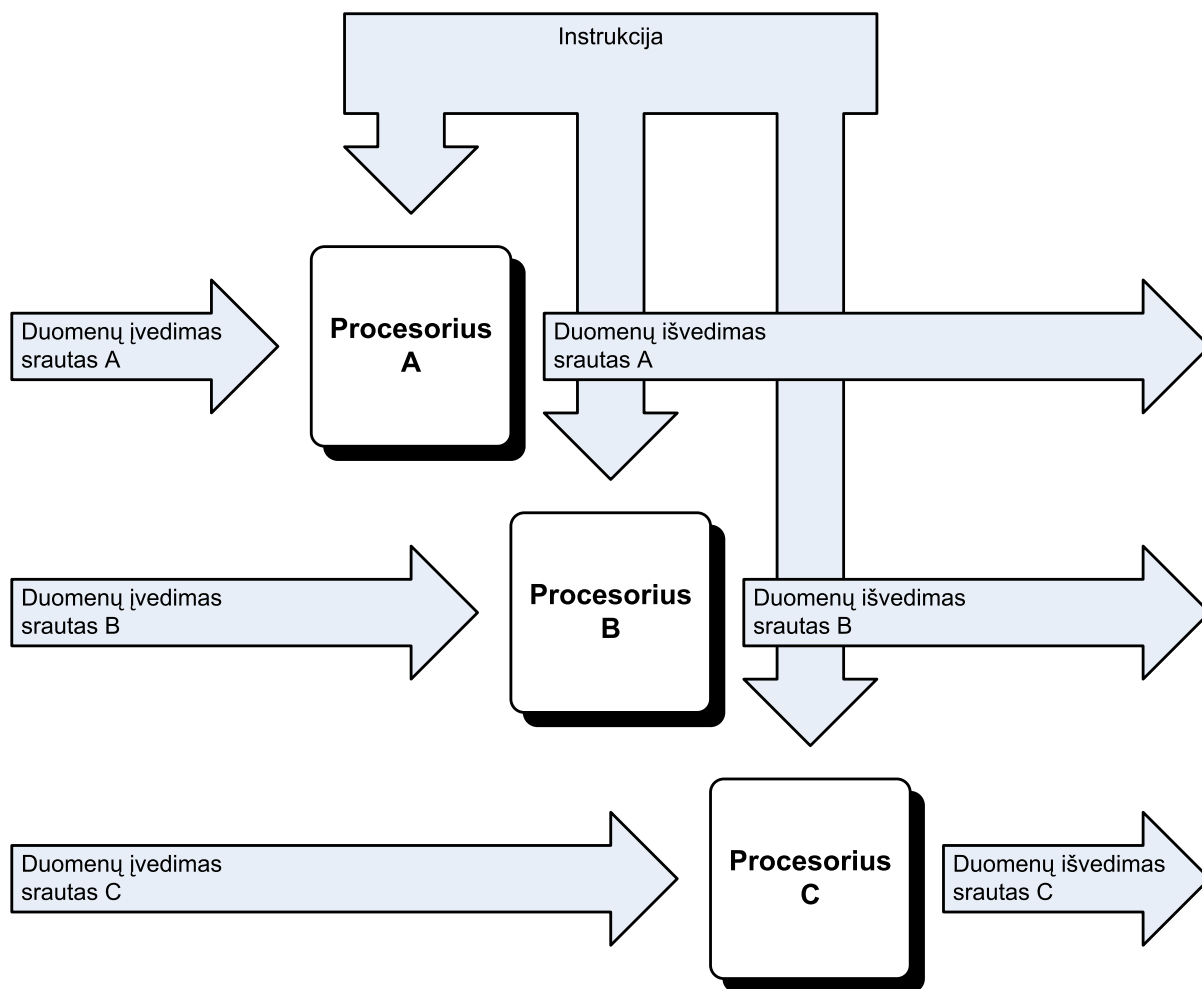 Instrukcija
Duomenų įvedimas
srautas A
Procesorius
A
Duomenų išvedimas
srautas A
Duomenų įvedimas
srautas B
Procesorius
B
Duomenų išvedimas
srautas B
Duomenų įvedimas
srautas C
Procesorius
C
Duomenų išvedimas
srautas C